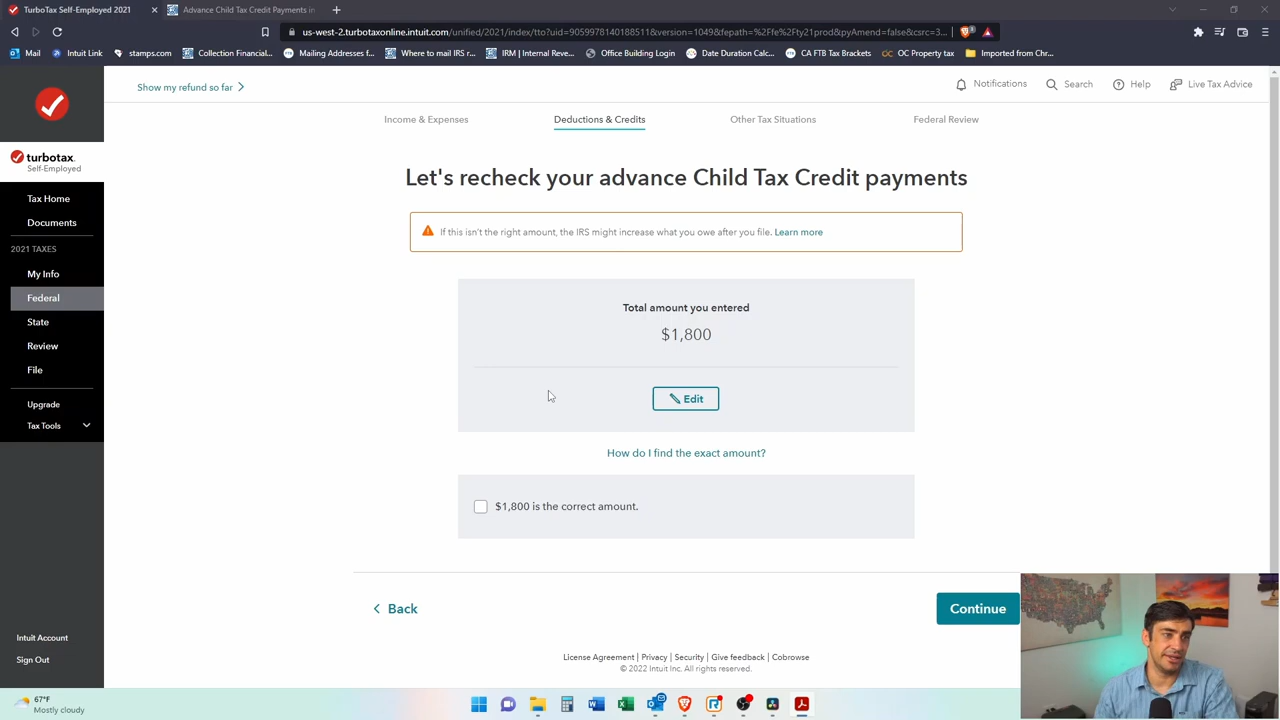 TurboTax Self-Employed 2021
Advance Child Tax Credit Payments in
us-west-2.turbotaxonline.intuit.com/unified/2021/index/tto?uid=9059978140188511&version=1049&fepath=%2Ffe%2Fty21prod&pyAmend=false&csrc=3...
Mail
Intuit Link
stamps.com
Collection Financial...
Mailing Addresses f...
Where to mail IRS r...
IRM | Internal Reve...
Office Building Login
Date Duration Calc...
CA FTB Tax Brackets
OC Property tax
Imported from Chr...
Show my refund so far
Notifications
Search
Help
Live Tax Advice
Income & Expenses
Deductions & Credits
Other Tax Situations
Federal Review
turbotax.
Self-Employed
Tax Home
Documents
2021 TAXES
My Info
Federal
State
Review
File
Upgrade
Tax Tools
Intuit Account
Sign Out
Let's recheck your advance Child Tax Credit payments
If this isn't the right amount, the IRS might increase what you owe after you file. Learn more
Total amount you entered
$1,800
Edit
How do I find the exact amount?
$1,800 is the correct amount.
Back
Continue
License Agreement | Privacy | Security | Give feedback | Cobrowse
© 2022 Intuit Inc. All rights reserved.
67°F
Mostly cloudy